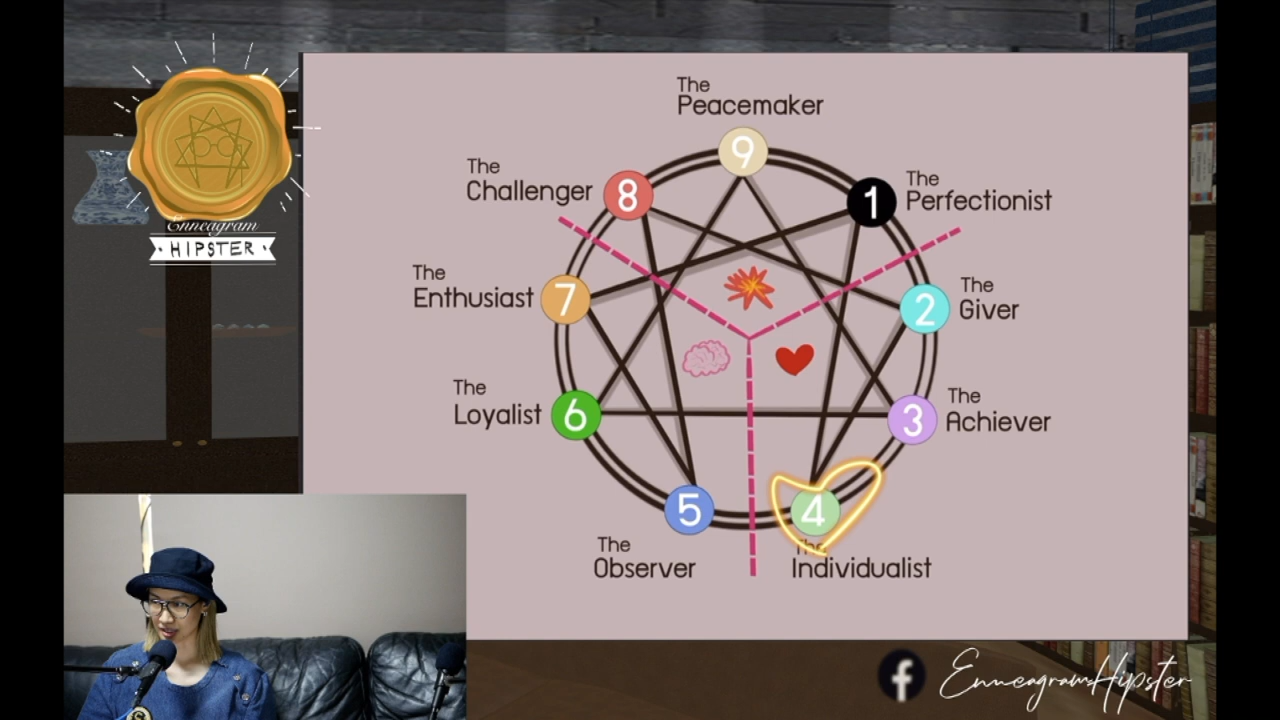 The
Peacemaker
9
The
Challenger
8
1
The
Perfectionist
Enneagram
HIPSTER
The
Enthusiast
7
2
The
Giver
The
Loyalist
6
3
The
Achiever
5
4
The
Observer
The
Individualist
f
EnneagramHipster